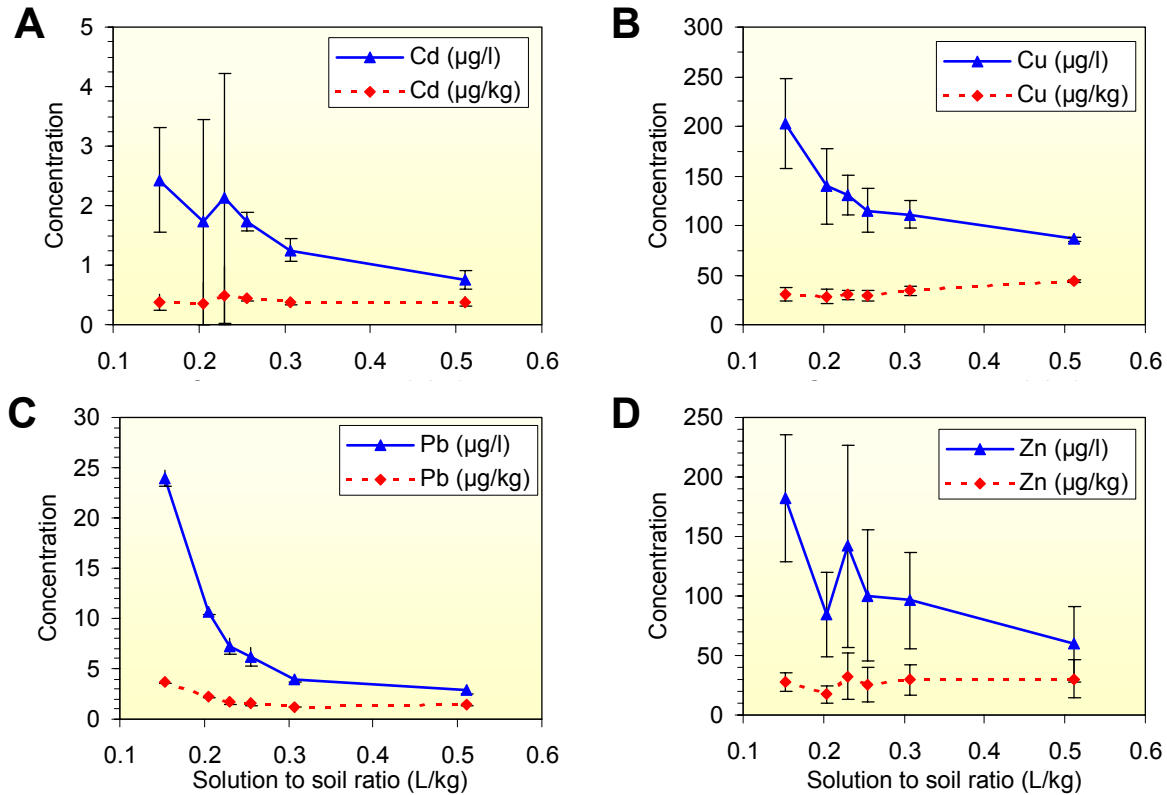 A
Concentration
5
4
3
2
1
0
Cd (µg/l)
Cd (µg/kg)
0.1 0.2 0.3 0.4 0.5 0.6
B
Concentration
300
250
200
150
100
50
0
Cu (µg/l)
Cu (µg/kg)
0.1 0.2 0.3 0.4 0.5 0.6
C
Concentration
30
25
20
15
10
5
0
Pb (µg/l)
Pb (µg/kg)
0.1 0.2 0.3 0.4 0.5 0.6
Solution to soil ratio (L/kg)
D
Concentration
250
200
150
100
50
0
Zn (µg/l)
Zn (µg/kg)
0.1 0.2 0.3 0.4 0.5 0.6
Solution to soil ratio (L/kg)